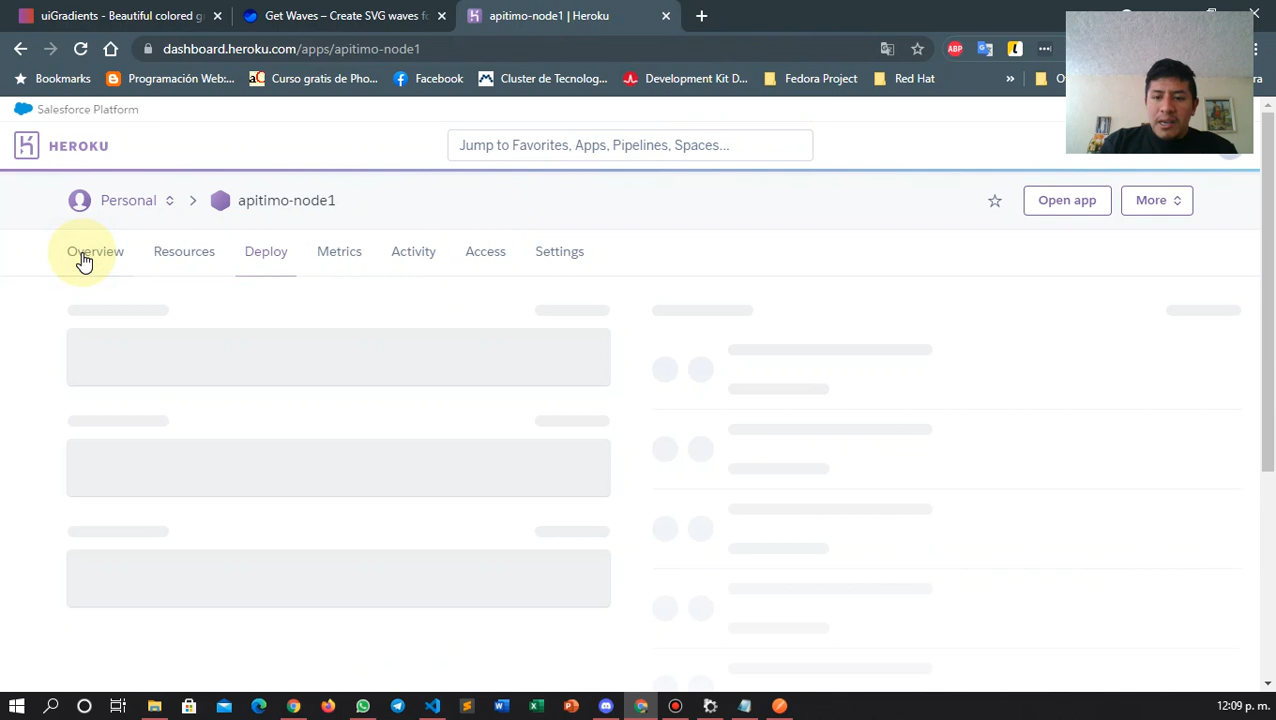 uiGradients - Beautiful colored g
Get Waves – Create SVG waves f
apitimo-node1 | Heroku
dashboard.heroku.com/apps/apitimo-node1
ABP
Bookmarks
Programación Web:...
Curso gratis de Pho...
Facebook
Cluster de Tecnolog...
Development Kit D...
Fedora Project
Red Hat
»
Salesforce Platform
HEROKU
Jump to Favorites, Apps, Pipelines, Spaces...
Personal
apitimo-node1
Open app
More
Overview
Resources
Deploy
Metrics
Activity
Access
Settings
12:09 p. m.